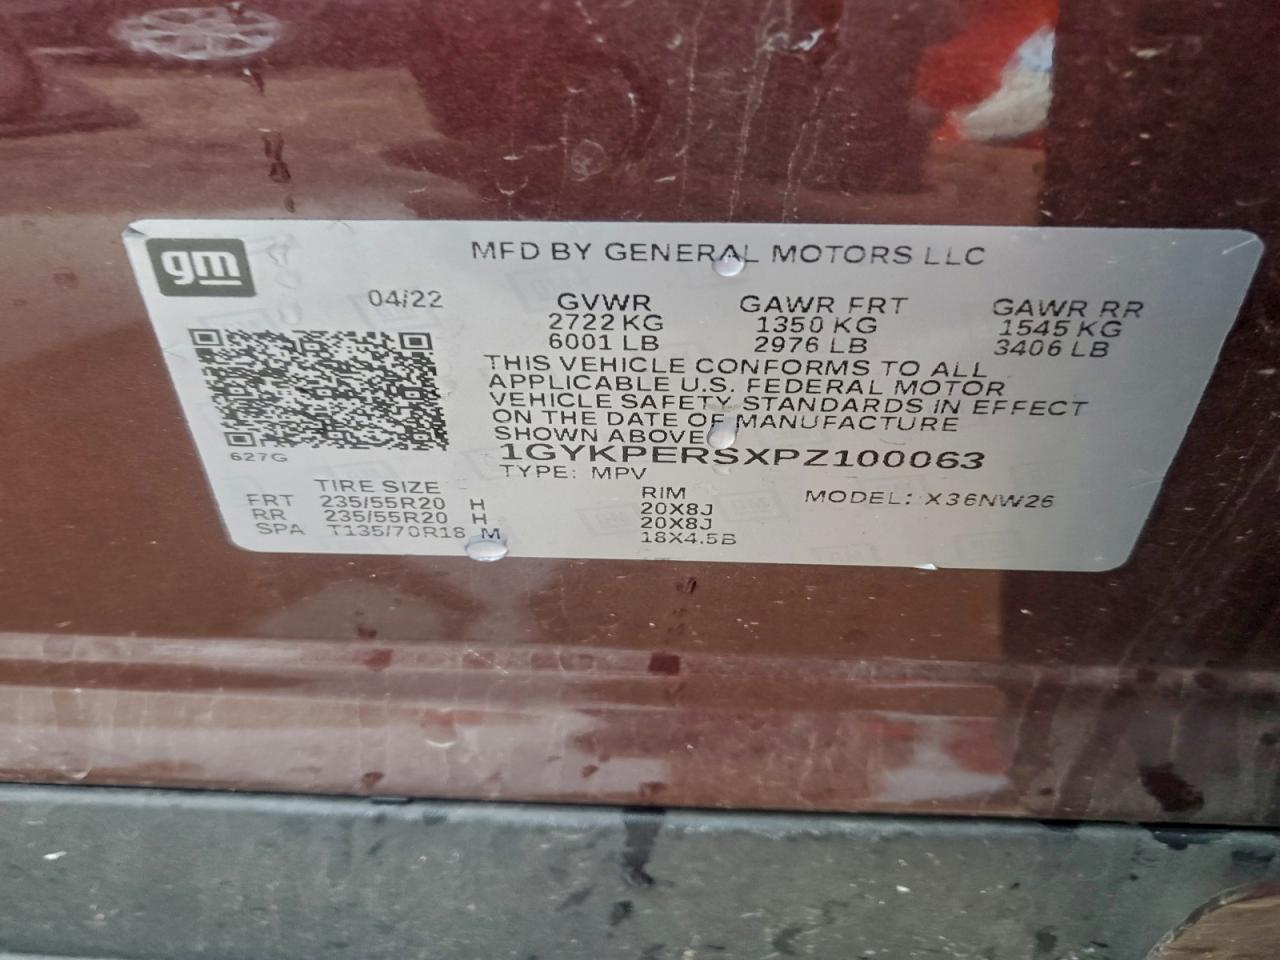 gm
MFD BY GENERAL MOTORS LLC
04/22 GVWR GAWR FRT GAWR RR
2722 KG 1350 KG 1545 KG
6001 LB 2976 LB 3406 LB
THIS VEHICLE CONFORMS TO ALL
APPLICABLE U.S. FEDERAL MOTOR
VEHICLE SAFETY STANDARDS IN EFFECT
ON THE DATE OF MANUFACTURE
SHOWN ABOVE
1GYKPERSXPZ100063
627G
TYPE: MPV
TIRE SIZE RIM MODEL: X36NW26
FRT 235/55R20 H 20X8J
RR 235/55R20 H 20X8J
SPA T135/70R18 M 18X4.5B